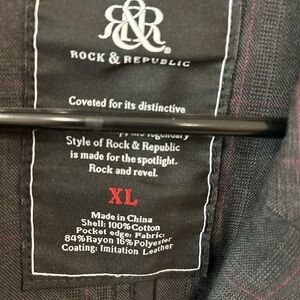 R&R®
ROCK & REPUBLIC
Coveted for its distinctive
legendary
Style of Rock & Republic
is made for the spotlight.
Rock and revel.
XL
Made in China
Shell: 100%Cotton
Pocket edge: Fabric:
84%Rayon 16%Polyester
Coating: Imitation Leather